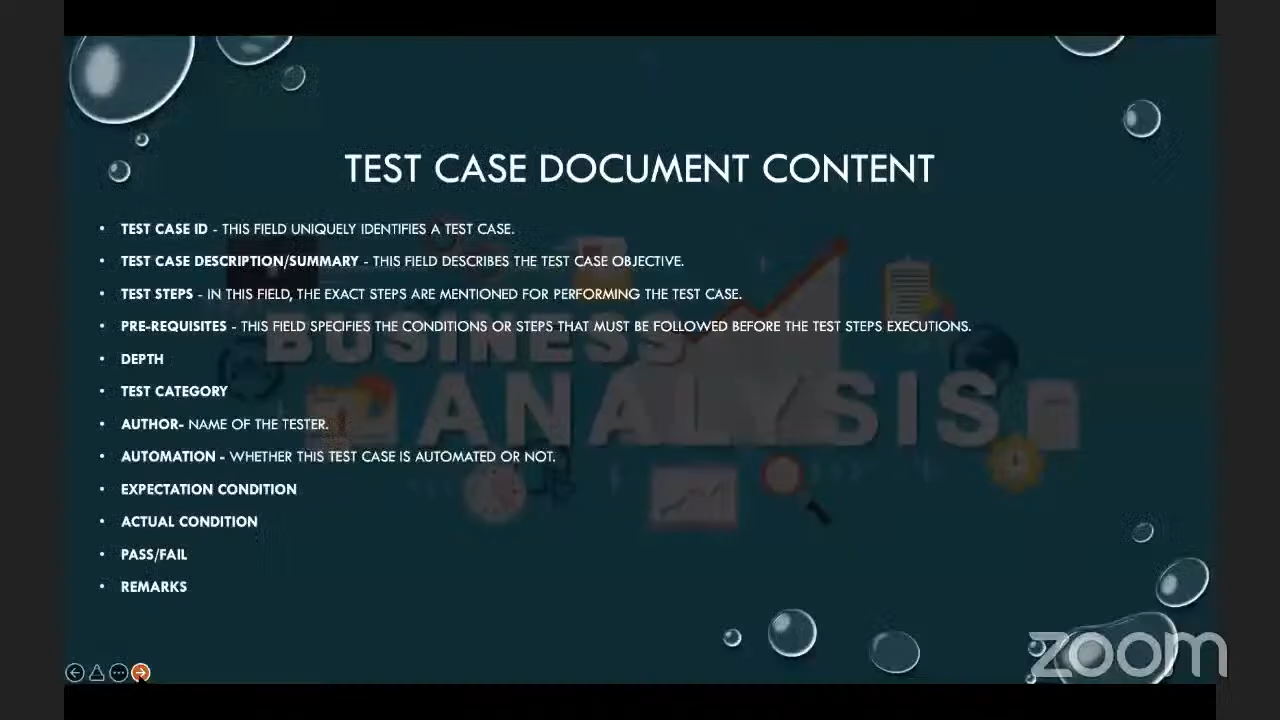 TEST CASE DOCUMENT CONTENT
• TEST CASE ID - THIS FIELD UNIQUELY IDENTIFIES A TEST CASE.
• TEST CASE DESCRIPTION/SUMMARY - THIS FIELD DESCRIBES THE TEST CASE OBJECTIVE.
• TEST STEPS - IN THIS FIELD, THE EXACT STEPS ARE MENTIONED FOR PERFORMING THE TEST CASE.
• PRE-REQUISITES - THIS FIELD SPECIFIES THE CONDITIONS OR STEPS THAT MUST BE FOLLOWED BEFORE THE TEST STEPS EXECUTIONS.
• DEPTH
• TEST CATEGORY
• AUTHOR- NAME OF THE TESTER.
• AUTOMATION - WHETHER THIS TEST CASE IS AUTOMATED OR NOT.
• EXPECTATION CONDITION
• ACTUAL CONDITION
• PASS/FAIL
• REMARKS
BUSINESS
ANALYSIS
zoom